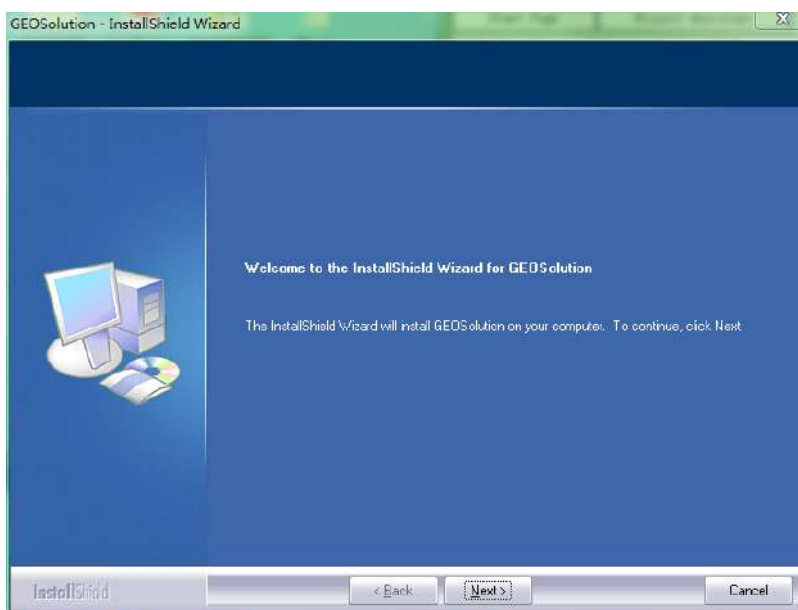 GEOSolution - InstallShield Wizard
Welcome to the InstallShield Wizard for GEOSolution
The InstallShield Wizard will install GEOSolution on your computer. To continue, click Next
InstallShield
< Back
Next >
Cancel